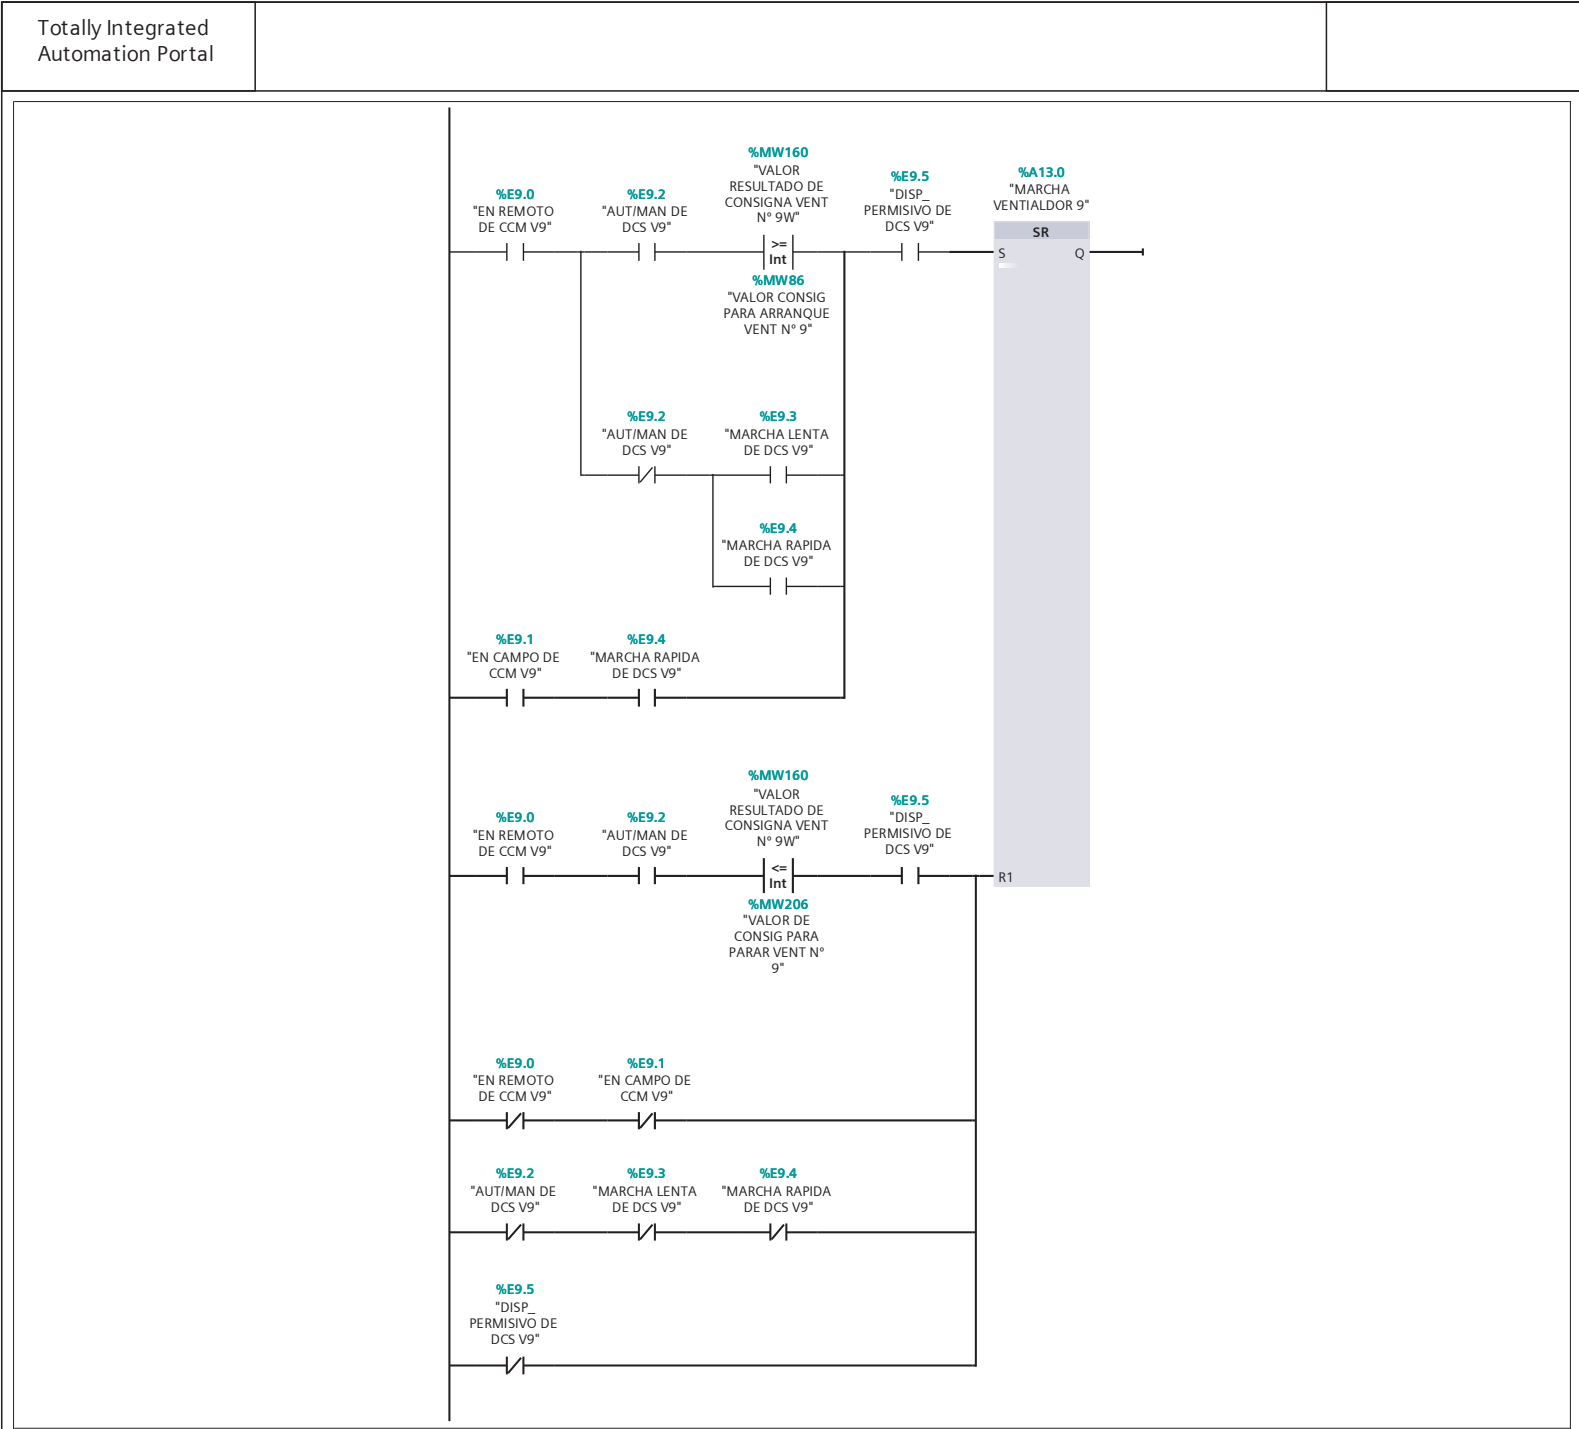 Totally Integrated
Automation Portal
%E9.0
"EN REMOTO
DE CCM V9"
%E9.2
"AUT/MAN DE
DCS V9"
%MW160
"VALOR
RESULTADO DE
CONSIGNA VENT
N° 9W"
>=
Int
%MW86
"VALOR CONSIG
PARA ARRANQUE
VENT N° 9"
%E9.5
"DISP_
PERMISIVO DE
DCS V9"
%A13.0
"MARCHA
VENTIALDOR 9"
SR
S
Q
%E9.2
"AUT/MAN DE
DCS V9"
%E9.3
"MARCHA LENTA
DE DCS V9"
%E9.4
"MARCHA RAPIDA
DE DCS V9"
%E9.1
"EN CAMPO DE
CCM V9"
%E9.4
"MARCHA RAPIDA
DE DCS V9"
%E9.0
"EN REMOTO
DE CCM V9"
%E9.2
"AUT/MAN DE
DCS V9"
%MW160
"VALOR
RESULTADO DE
CONSIGNA VENT
N° 9W"
<=
Int
%MW206
"VALOR DE
CONSIG PARA
PARAR VENT N°
9"
%E9.5
"DISP_
PERMISIVO DE
DCS V9"
R1
%E9.0
"EN REMOTO
DE CCM V9"
%E9.1
"EN CAMPO DE
CCM V9"
%E9.2
"AUT/MAN DE
DCS V9"
%E9.3
"MARCHA LENTA
DE DCS V9"
%E9.4
"MARCHA RAPIDA
DE DCS V9"
%E9.5
"DISP_
PERMISIVO DE
DCS V9"